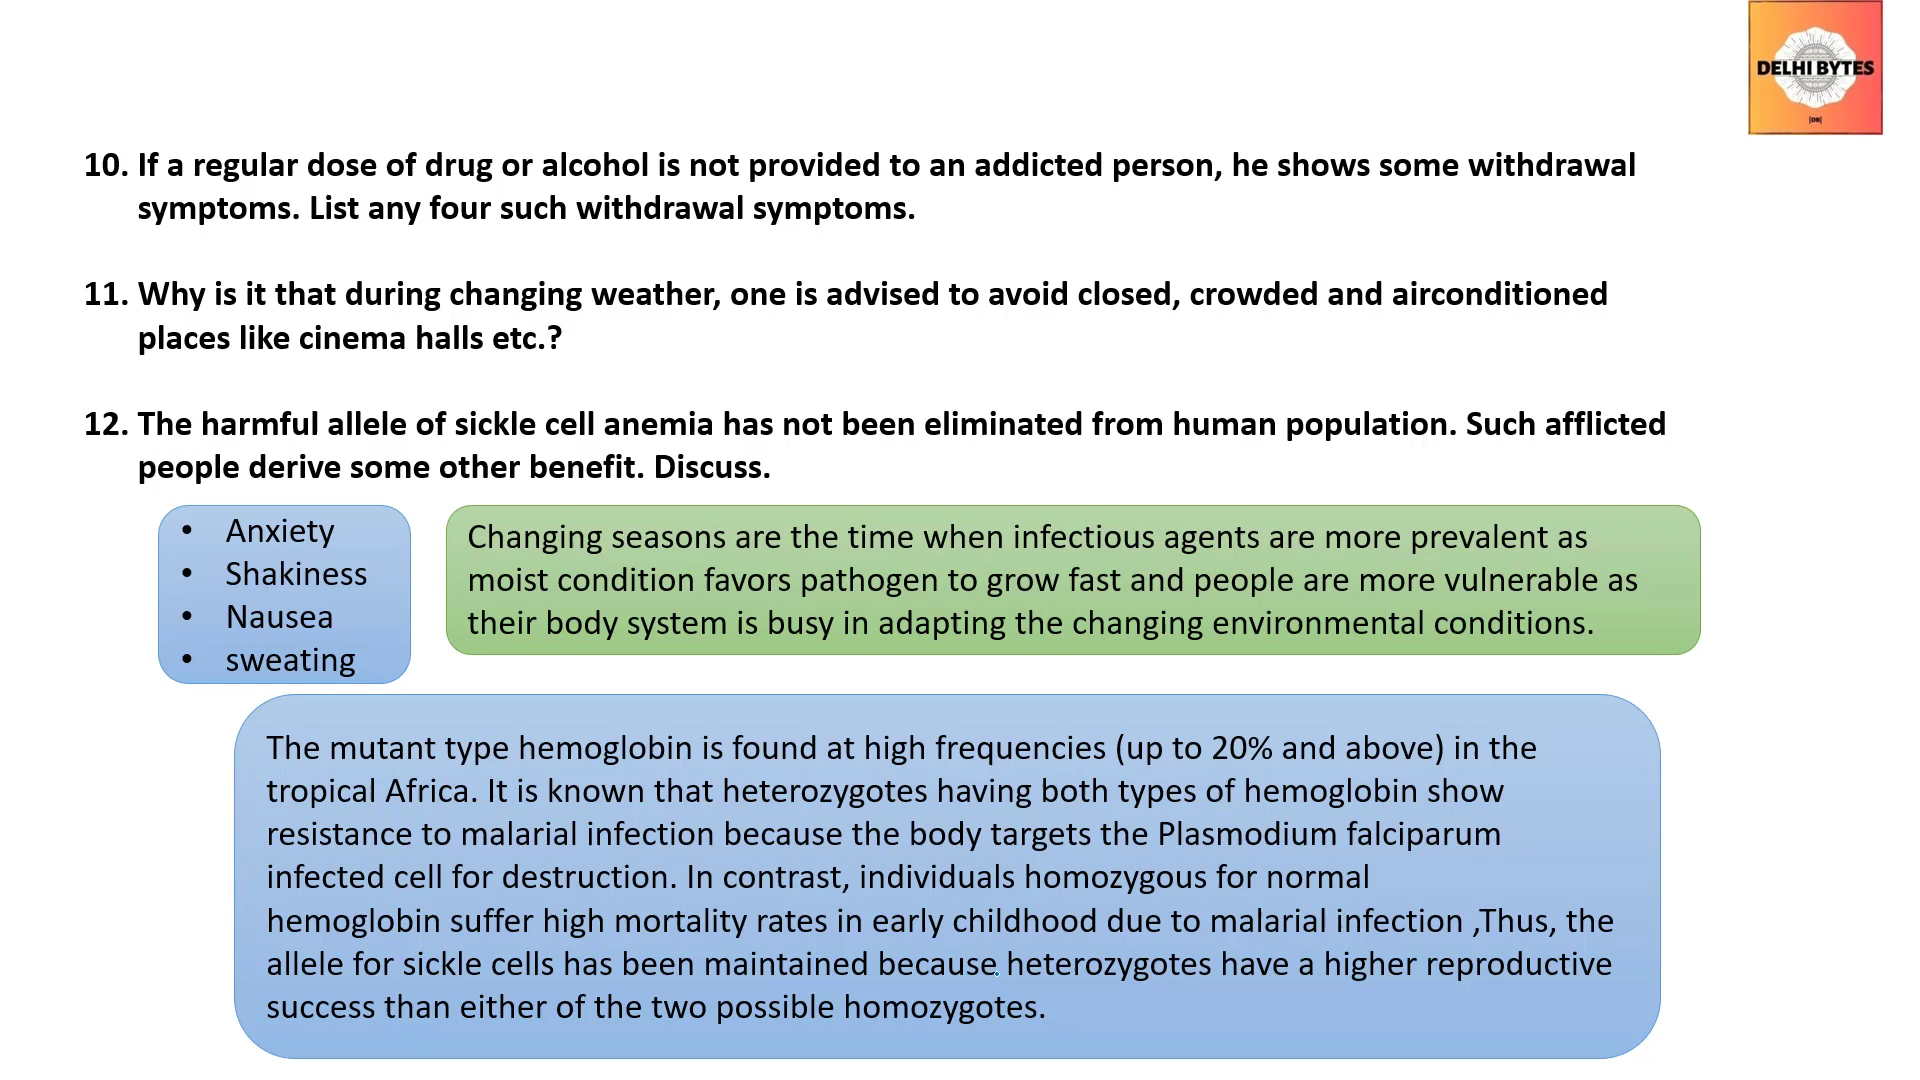 DELHI BYTES
|DB|
10. If a regular dose of drug or alcohol is not provided to an addicted person, he shows some withdrawal
symptoms. List any four such withdrawal symptoms.
11. Why is it that during changing weather, one is advised to avoid closed, crowded and airconditioned
places like cinema halls etc.?
12. The harmful allele of sickle cell anemia has not been eliminated from human population. Such afflicted
people derive some other benefit. Discuss.
• Anxiety
• Shakiness
• Nausea
• sweating
Changing seasons are the time when infectious agents are more prevalent as
moist condition favors pathogen to grow fast and people are more vulnerable as
their body system is busy in adapting the changing environmental conditions.
The mutant type hemoglobin is found at high frequencies (up to 20% and above) in the
tropical Africa. It is known that heterozygotes having both types of hemoglobin show
resistance to malarial infection because the body targets the Plasmodium falciparum
infected cell for destruction. In contrast, individuals homozygous for normal
hemoglobin suffer high mortality rates in early childhood due to malarial infection ,Thus, the
allele for sickle cells has been maintained because heterozygotes have a higher reproductive
success than either of the two possible homozygotes.